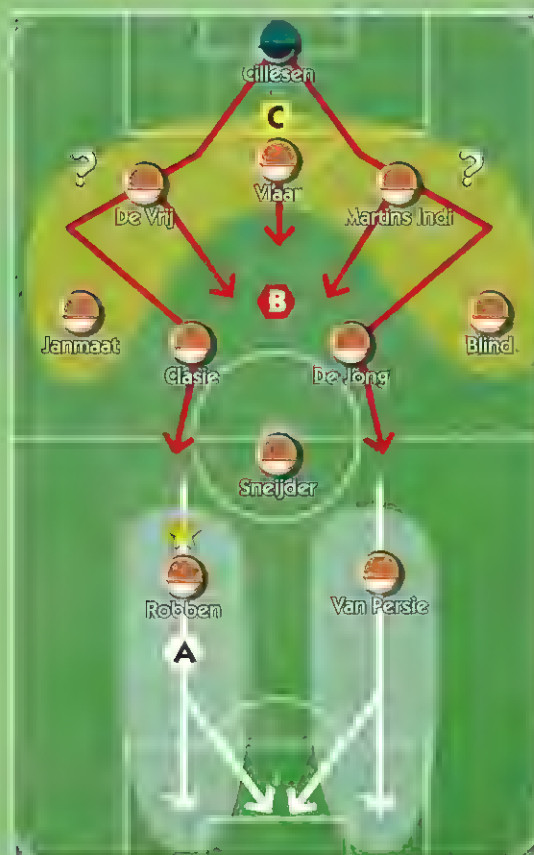 Cillesen
C
?
?
Vlaar
De Vrij
Martins Indi
B
Janmaat
Blind
Clasie
De Jong
Sneijder
Robben
Van Persie
A